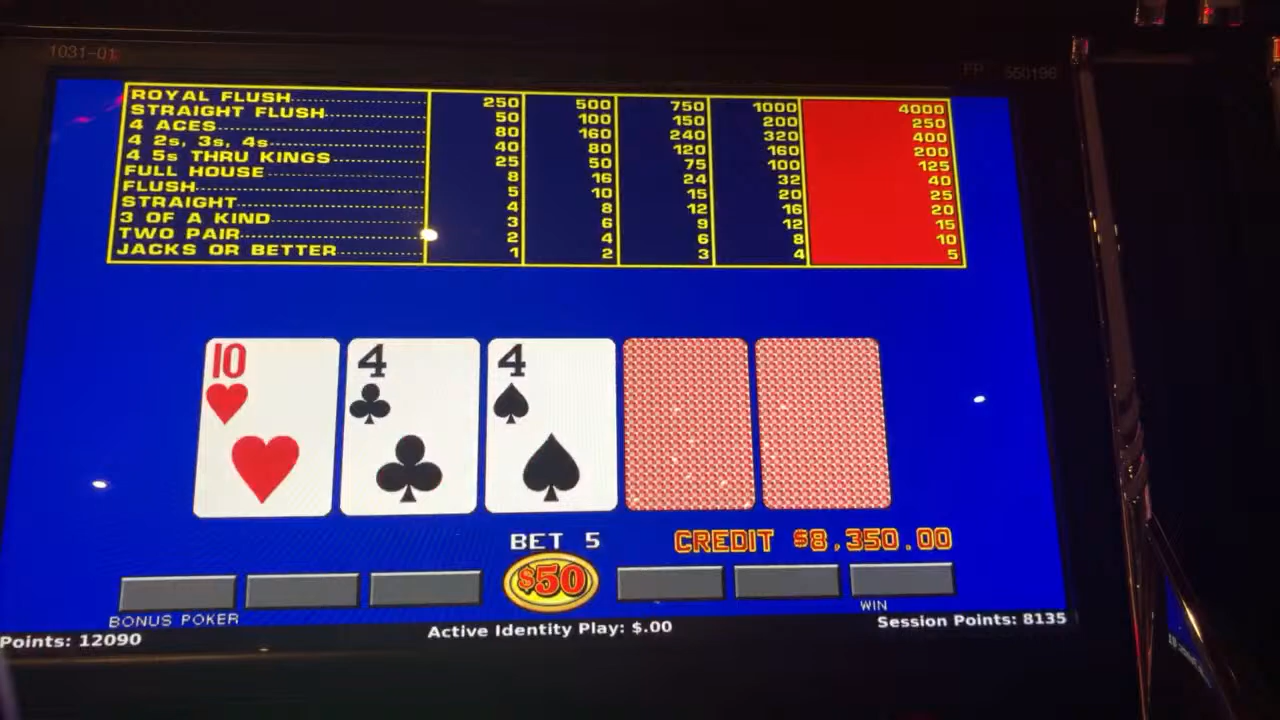 1031-01
FP 550196
ROYAL FLUSH 250 500 750 1000 4000
STRAIGHT FLUSH 50 100 150 200 250
4 ACES 80 160 240 320 400
4 2s, 3s, 4s 40 80 120 160 200
4 5s THRU KINGS 25 50 75 100 125
FULL HOUSE 8 16 24 32 40
FLUSH 5 10 15 20 25
STRAIGHT 4 8 12 16 20
3 OF A KIND 3 6 9 12 15
TWO PAIR 2 4 6 8 10
JACKS OR BETTER 1 2 3 4 5
10 4 4
BET 5 CREDIT $8,350.00
$50
BONUS POKER WIN
Points: 12090 Active Identity Play: $.00 Session Points: 8135